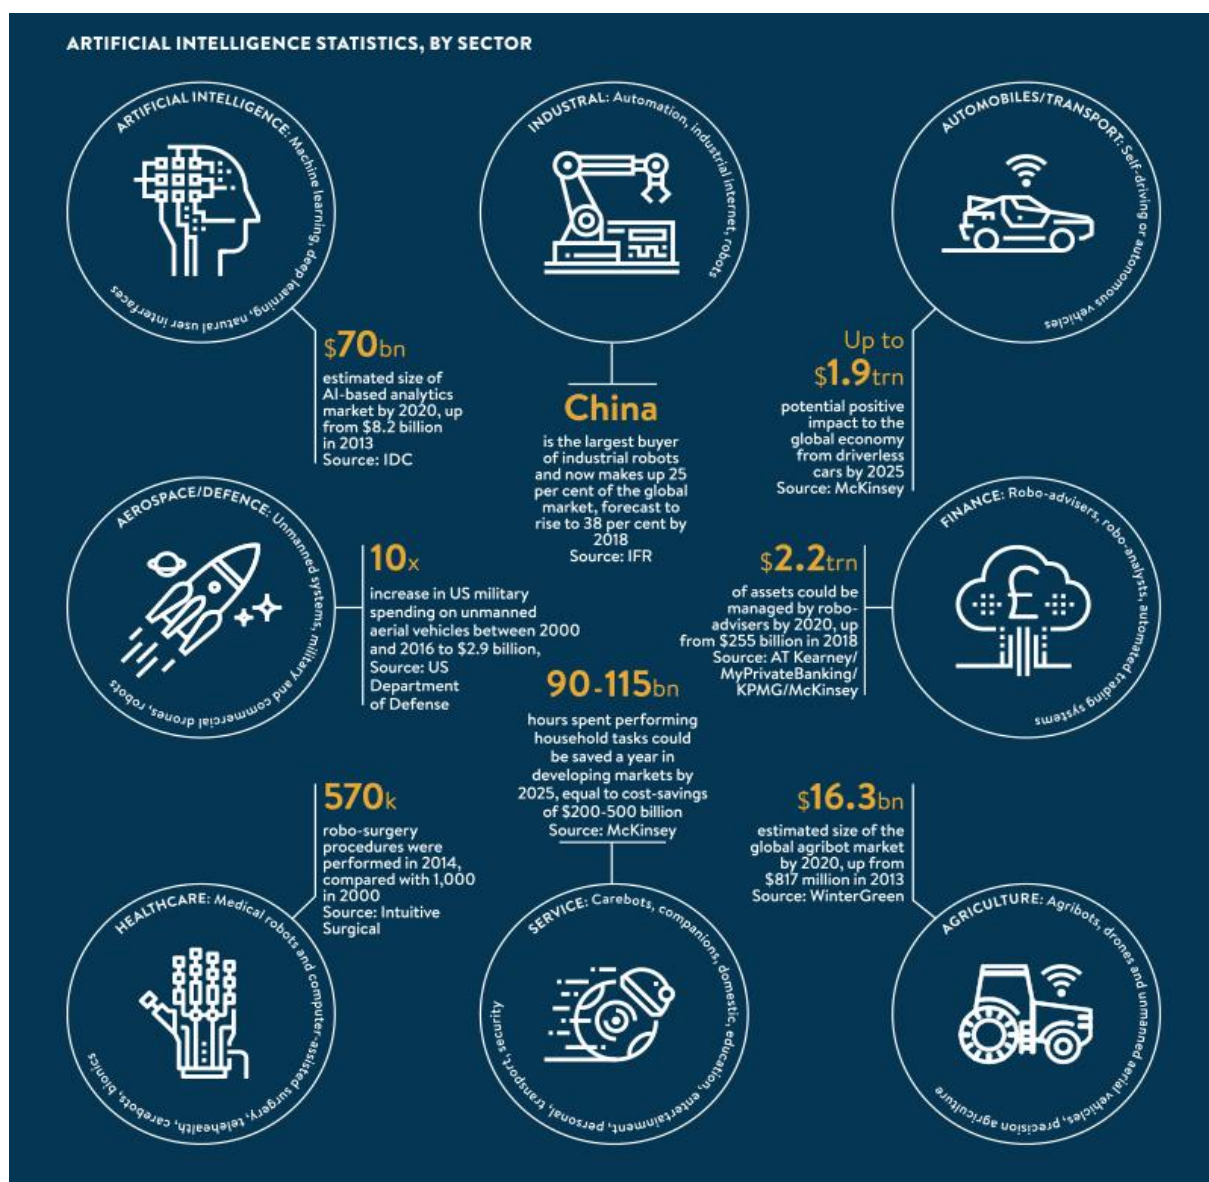 ARTIFICIAL INTELLIGENCE STATISTICS, BY SECTOR
ARTIFICIAL INTELLIGENCE: Machine learning, deep learning, natural user interfaces
$70bn
estimated size of
AI-based analytics
market by 2020, up
from $8.2 billion
in 2013
Source: IDC
INDUSTRAL: Automation, industrial internet, robots
China
is the largest buyer
of industrial robots
and now makes up 25
per cent of the global
market, forecast to
rise to 38 per cent by
2018
Source: IFR
AUTOMOBILES/TRANSPORT: Self-driving or autonomous vehicles
Up to
$1.9trn
potential positive
impact to the
global economy
from driverless
cars by 2025
Source: McKinsey
AEROSPACE/DEFENCE: Unmanned systems, military and commercial drones, robots
10x
increase in US military
spending on unmanned
aerial vehicles between 2000
and 2016 to $2.9 billion,
Source: US
Department
of Defense
FINANCE: Robo-advisers, robo-analysts, automated trading systems
£
$2.2trn
of assets could be
managed by robo-
advisers by 2020, up
from $255 billion in 2018
Source: AT Kearney/
MyPrivateBanking/
KPMG/McKinsey
90-115bn
hours spent performing
household tasks could
be saved a year in
developing markets by
2025, equal to cost-savings
of $200-500 billion
Source: McKinsey
SERVICE: Carebots, companions, domestic, education, entertainment, personal, transport, security
570k
robo-surgery
procedures were
performed in 2014,
compared with 1,000
in 2000
Source: Intuitive
Surgical
HEALTHCARE: Medical robots and computer-assisted surgery, telehealth, carebots, bionics
$16.3bn
estimated size of the
global agribot market
by 2020, up from
$817 million in 2013
Source: WinterGreen
AGRICULTURE: Agribots, drones and unmanned aerial vehicles, precision agriculture